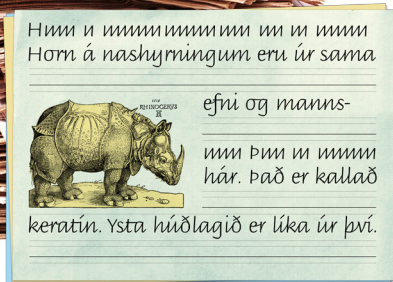 Horn á nashyrningum eru úr sama
RHINOCERVS
efni og manns-
hár. Það er kallað
keratín. Ysta húðlagið er líka úr því.